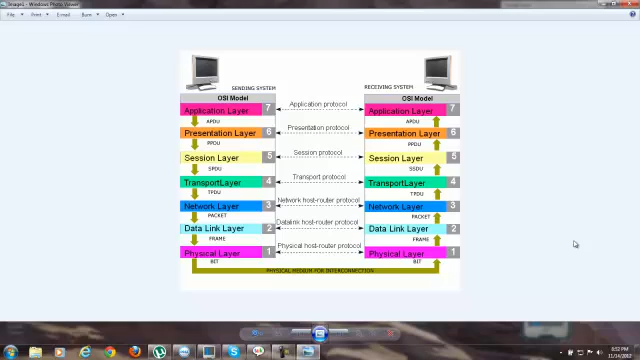 Image1 - Windows Photo Viewer
File Print E-mail Burn Open
SENDING SYSTEM RECEIVING SYSTEM
OSI Model OSI Model
Application Layer 7 Application protocol Application Layer 7
APDU APDU
Presentation Layer 6 Presentation protocol Presentation Layer 6
PPDU PPDU
Session Layer 5 Session protocol Session Layer 5
SPDU SSDU
TransportLayer 4 Transport protocol TransportLayer 4
TPDU TPDU
Network Layer 3 Network host-router protocol Network Layer 3
PACKET PACKET
Data Link Layer 2 Datalink host-router protocol Data Link Layer 2
FRAME FRAME
Physical Layer 1 Physical host-router protocol Physical Layer 1
BIT BIT
PHYSICAL MEDIUM FOR INTERCONNECTION
8:52 PM